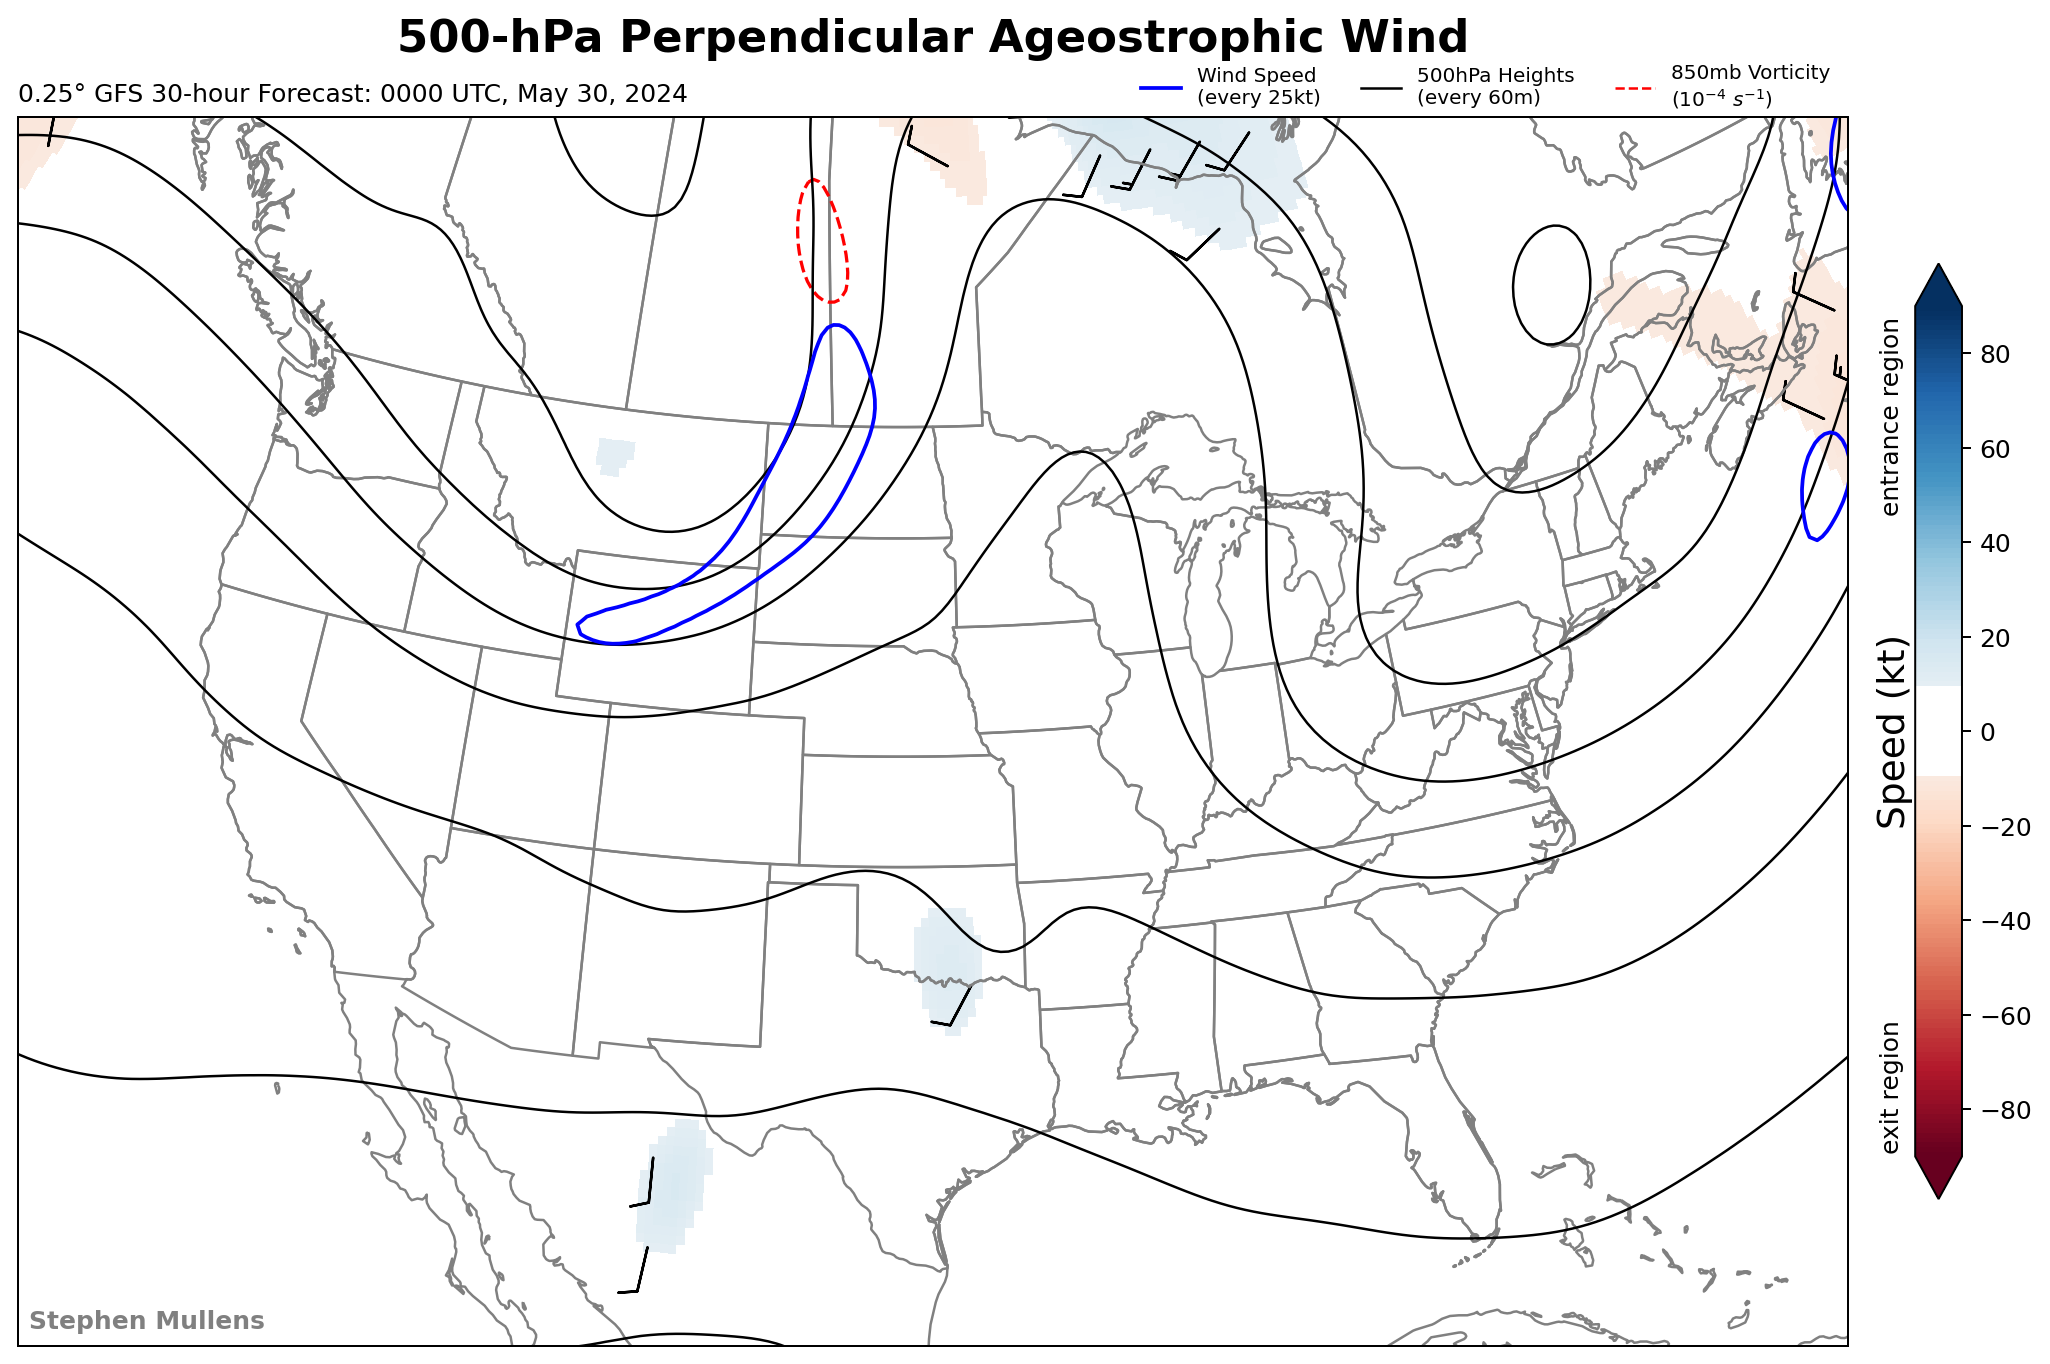 500-hPa Perpendicular Ageostrophic Wind
0.25° GFS 30-hour Forecast: 0000 UTC, May 30, 2024
Wind Speed
(every 25kt)
500hPa Heights
(every 60m)
850mb Vorticity
(10⁻⁴ s⁻¹)
entrance region
Speed (kt)
exit region
80
60
40
20
0
−20
−40
−60
−80
Stephen Mullens